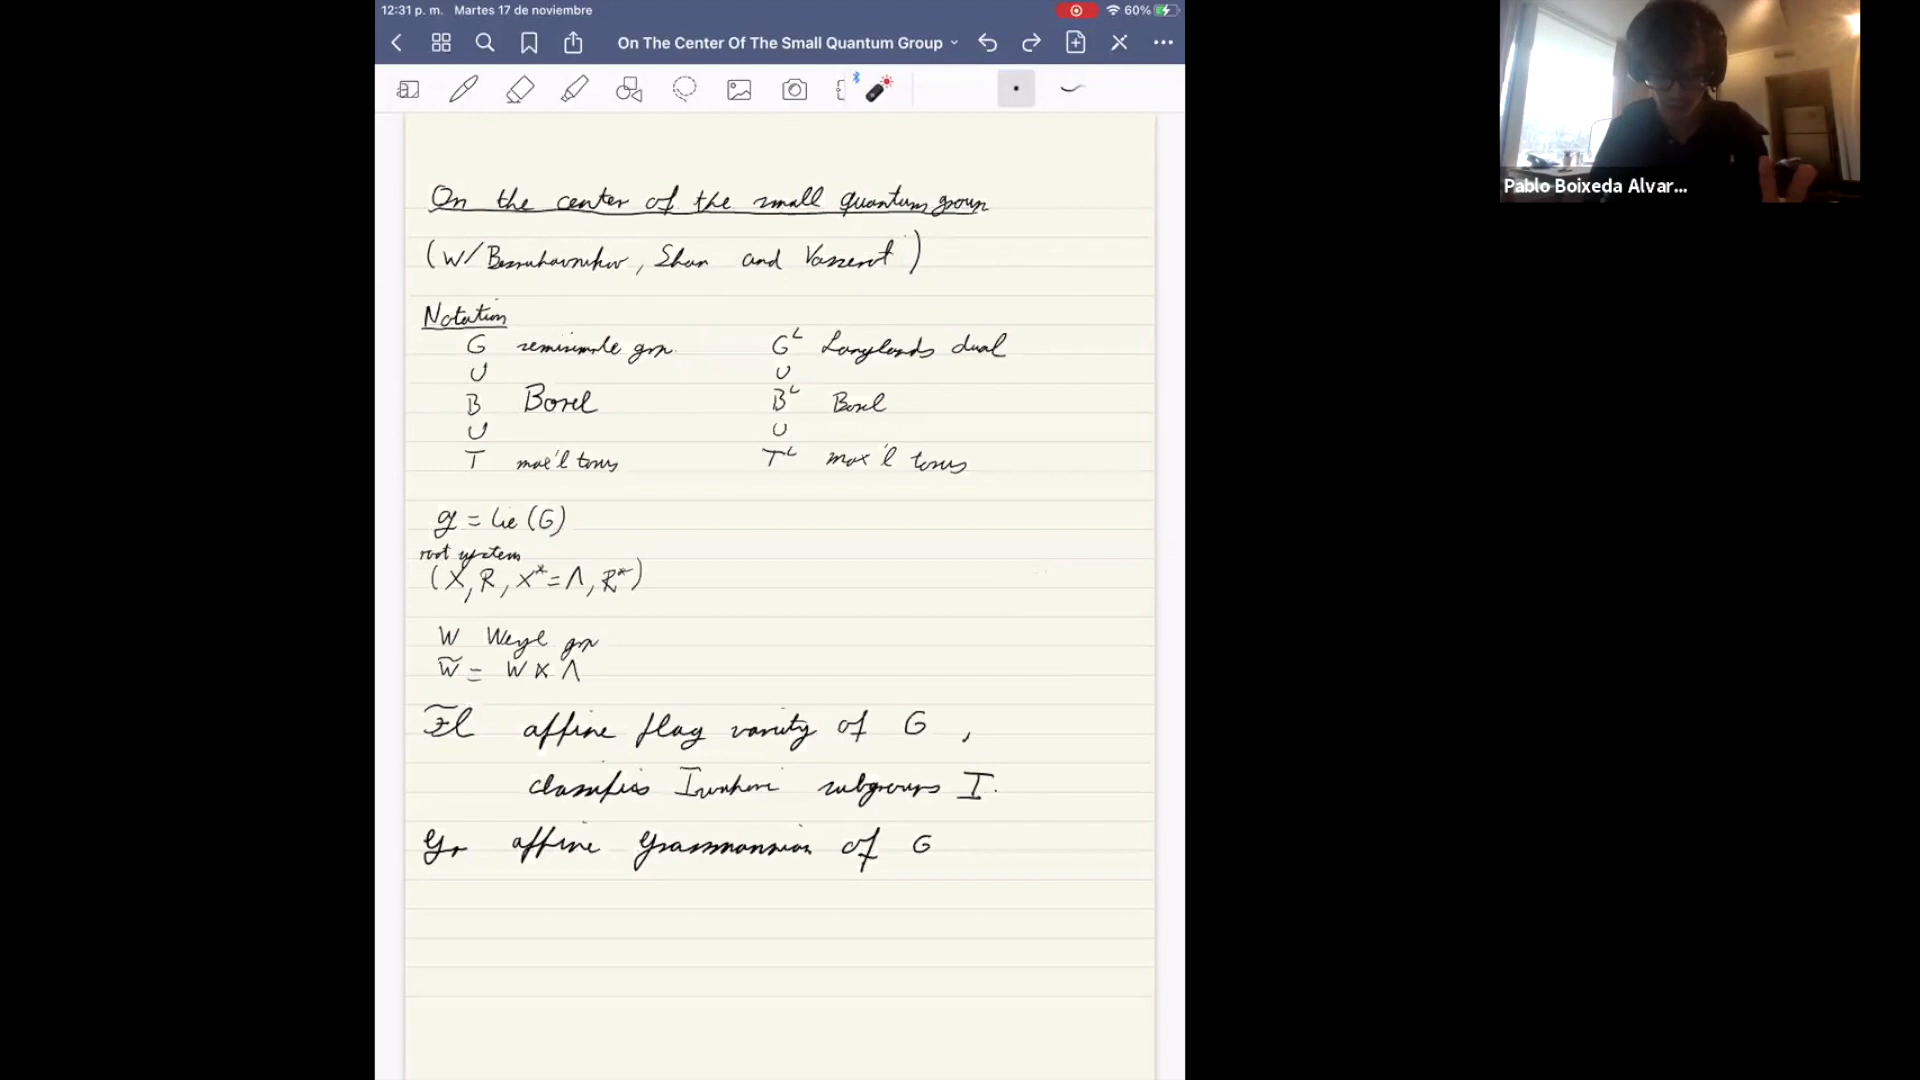 12:31 p. m. Martes 17 de noviembre
60%
On The Center Of The Small Quantum Group
Pablo Boixeda Alvar...
On the center of the small quantum group
(w/ Bezrukavnikov, Shan and Vasserot)
Notation
G semisimple grp. G^L Langlands dual
∪ ∪
B Borel B^L Borel
∪ ∪
T max'l torus T^L max'l torus
g = Lie (G)
root system
(X, R, X* = Λ, R*)
W Weyl grp
W̃ = W ⋉ Λ
F̃l affine flag variety of G ,
classifies Iwahori subgroups I.
Gr affine Grassmannian of G